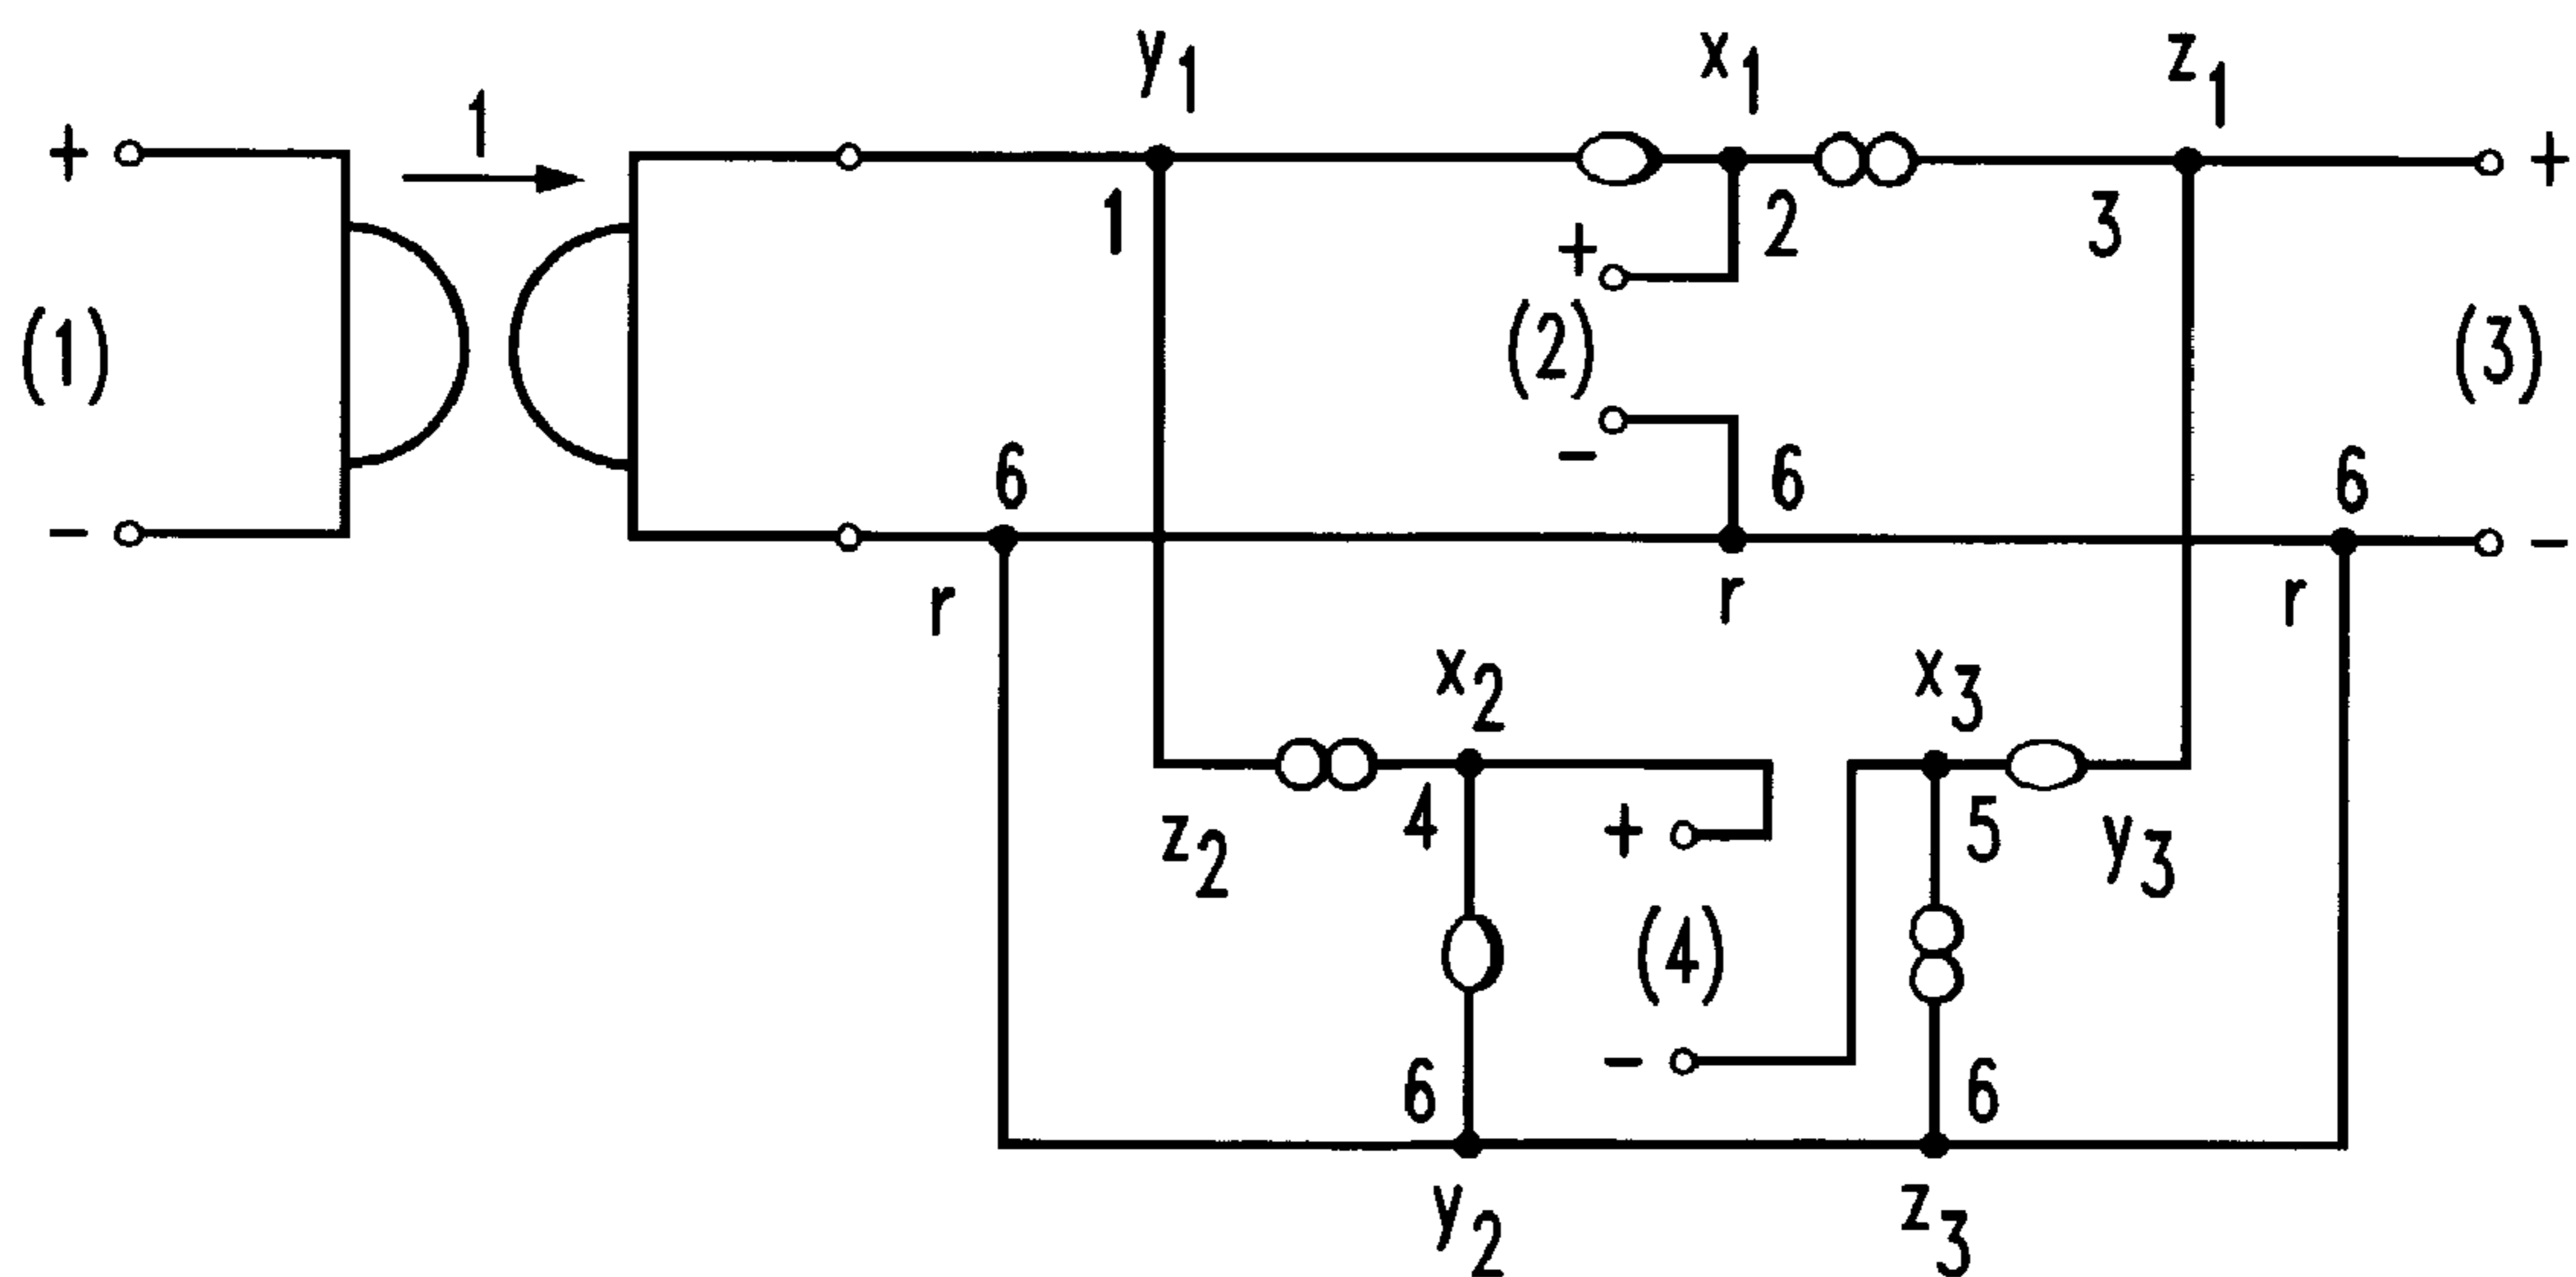 y1 x1 z1
+ 1 +
1 2 3
+
(1) (2) (3)
- 6 - 6 6 -
r r r
x2 x3
z2 4 + 5 y3
(4)
6 - 6
y2 z3